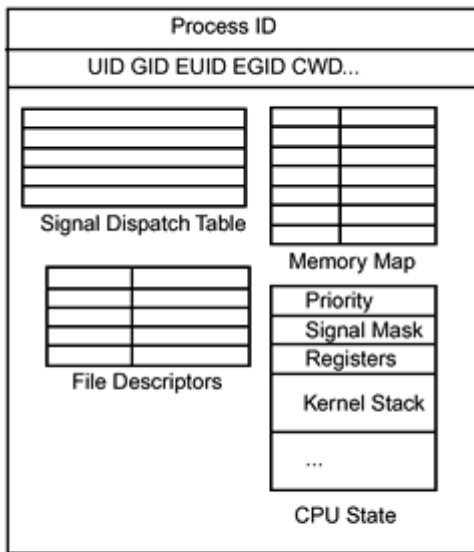 Process ID
UID GID EUID EGID CWD...
Signal Dispatch Table
Memory Map
File Descriptors
Priority
Signal Mask
Registers
Kernel Stack
...
CPU State